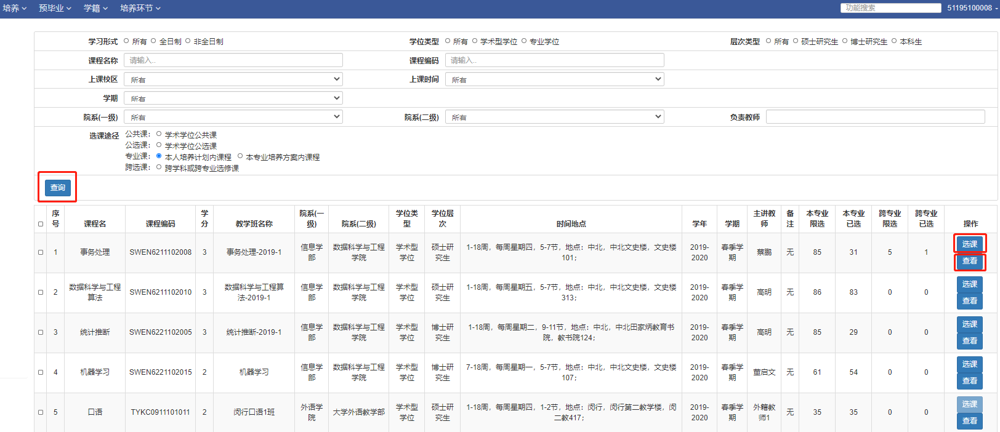 培养 预毕业 学籍 培养环节 功能搜索 51195100008
学习形式 所有 全日制 非全日制 学位类型 所有 学术型学位 专业学位 层次类型 所有 硕士研究生 博士研究生 本科生
课程名称 请输入.. 课程编码 请输入..
上课校区 所有 上课时间 所有
学期 所有
院系(一级) 所有 院系(二级) 所有 负责教师
选课途径 公共课: 学术学位公共课
公选课: 学术学位公选课
专业课: 本人培养计划内课程 本专业培养方案内课程
跨选课: 跨学科或跨专业选修课
查询
序号 课程名 课程编码 学分 教学班名称 院系(一级) 院系(二级) 学位类型 学位层次 时间地点 学年 学期 主讲教师 备注 本专业限选 本专业已选 跨专业限选 跨专业已选 操作
1 事务处理 SWEN6211102008 3 事务处理-2019-1 信息学部 数据科学与工程学院 学术型学位 硕士研究生 1-18周，每周星期四，5-7节，地点：中北，中北文史楼，文史楼101； 2019-2020 春季学期 蔡鹏 无 85 31 5 1 选课 查看
2 数据科学与工程算法 SWEN6211102010 3 数据科学与工程算法-2019-1 信息学部 数据科学与工程学院 学术型学位 硕士研究生 1-18周，每周星期五，5-7节，地点：中北，中北文史楼，文史楼313； 2019-2020 春季学期 高明 无 86 83 0 0 选课 查看
3 统计推断 SWEN6221102005 3 统计推断-2019-1 信息学部 数据科学与工程学院 学术型学位 博士研究生 1-18周，每周星期二，9-11节，地点：中北，中北田家炳教育书院，教书院124； 2019-2020 春季学期 高明 无 85 29 0 0 选课 查看
4 机器学习 SWEN6221102015 2 机器学习 信息学部 数据科学与工程学院 学术型学位 博士研究生 7-18周，每周星期一，5-7节，地点：中北，中北文史楼，文史楼107； 2019-2020 春季学期 董启文 无 61 54 0 0 选课 查看
5 口语 TYKC0911101011 2 闵行口语1班 外语学院 大学外语教学部 学术型学位 硕士研究生 1-18周，每周星期四，1-2节，地点：闵行，闵行第二教学楼，闵二教417； 2019-2020 春季学期 外籍教师1 无 35 35 0 0 选课 查看